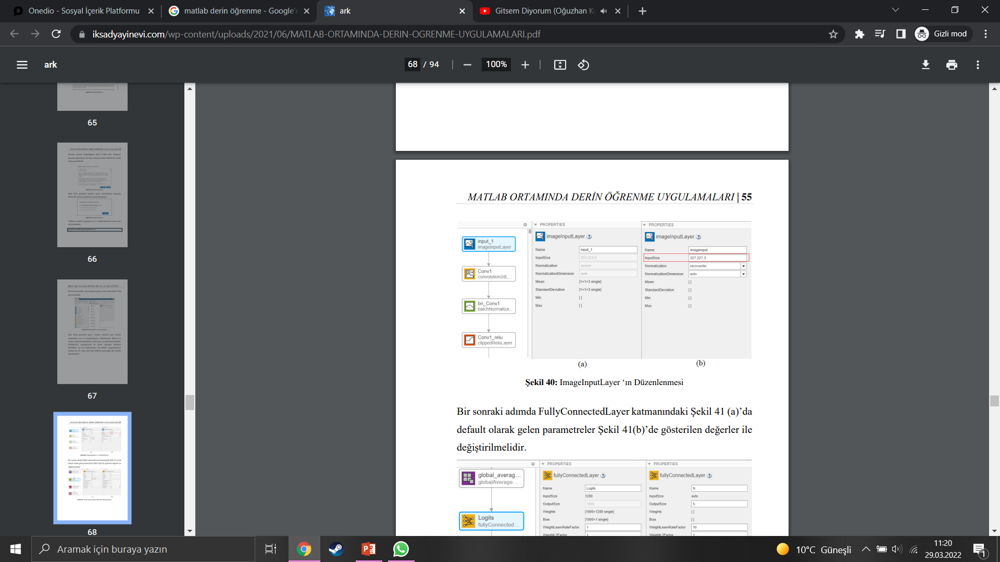 Onedio - Sosyal İçerik Platformu
matlab derin öğrenme - Google'd
ark
Gitsem Diyorum (Oğuzhan K
iksadyayinevi.com/wp-content/uploads/2021/06/MATLAB-ORTAMINDA-DERIN-OGRENME-UYGULAMALARI.pdf
Gizli mod
ark
68 / 94
100%
65
66
67
68
MATLAB ORTAMINDA DERİN ÖĞRENME UYGULAMALARI | 55
input_1
imageInputLayer
Conv1
convolution2dL...
bn_Conv1
batchNormaliza...
Conv1_relu
clippedReluLayer
PROPERTIES
imageInputLayer
Name input_1
InputSize 224,224,3
Normalization zscore
NormalizationDimension auto
Mean [1×1×3 single]
StandardDeviation [1×1×3 single]
Min []
Max []
PROPERTIES
imageInputLayer
Name imageinput
InputSize 227,227,3
Normalization zerocenter
NormalizationDimension auto
Mean []
StandardDeviation []
Min []
Max []
(a)
(b)
Şekil 40: ImageInputLayer ‘ın Düzenlenmesi
Bir sonraki adımda FullyConnectedLayer katmanındaki Şekil 41 (a)’da
default olarak gelen parametreler Şekil 41(b)’de gösterilen değerler ile
değiştirilmelidir.
global_averag...
globalAverage...
Logits
fullyConnected...
PROPERTIES
fullyConnectedLayer
Name Logits
InputSize 1280
OutputSize 1000
Weights [1000×1280 single]
Bias [1000×1 single]
WeightLearnRateFactor 1
WeightL2Factor 1
PROPERTIES
fullyConnectedLayer
Name fc
InputSize auto
OutputSize 5
Weights []
Bias []
WeightLearnRateFactor 10
WeightL2Factor 1
Aramak için buraya yazın
10°C Güneşli
11:20
29.03.2022
1